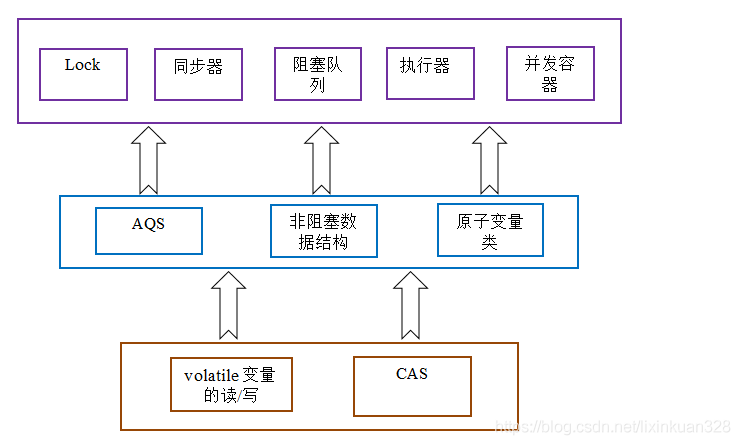 Lock
同步器
阻塞队
列
执行器
并发容
器
AQS
非阻塞数
据结构
原子变量
类
volatile 变量
的读/写
CAS
https://blog.csdn.net/lixinkuan328